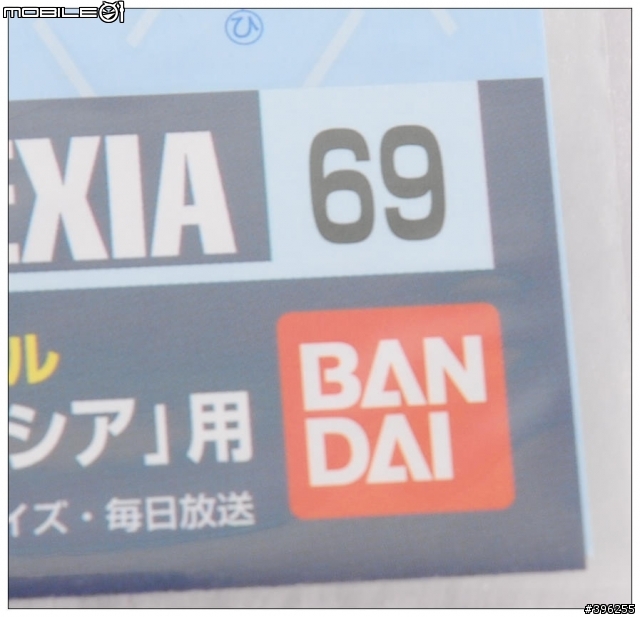 MOBILE01
ひ
EXIA 69
ル
シア」用
イズ・毎日放送
BAN
DAI
#396255